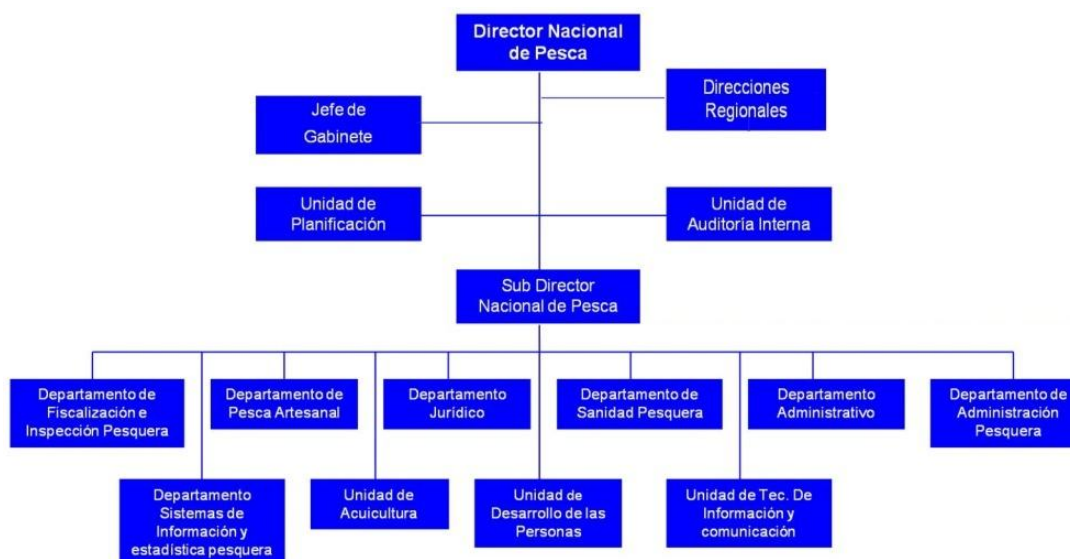 Director Nacional
de Pesca
Direcciones
Regionales
Jefe de
Gabinete
Unidad de
Planificación
Unidad de
Auditoría Interna
Sub Director
Nacional de Pesca
Departamento de
Fiscalización e
Inspección Pesquera
Departamento de
Pesca Artesanal
Departamento
Jurídico
Departamento de
Sanidad Pesquera
Departamento
Administrativo
Departamento de
Administración
Pesquera
Departamento
Sistemas de
Información y
estadística pesquera
Unidad de
Acuicultura
Unidad de
Desarrollo de las
Personas
Unidad de Tec. De
Información y
comunicación